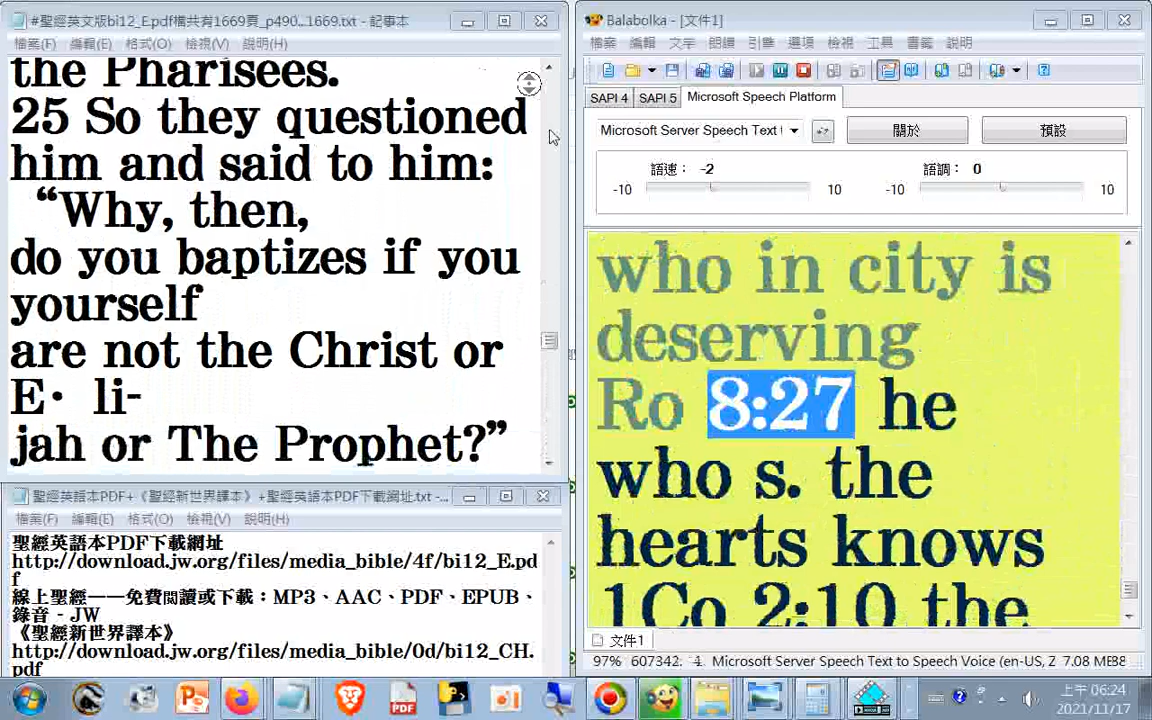 #聖經英文版bi12_E.pdf檔共有1669頁_p490...1669.txt - 記事本
檔案(F) 編輯(E) 格式(O) 檢視(V) 說明(H)
the Pharisees.
25 So they questioned
him and said to him:
“Why, then,
do you baptizes if you
yourself
are not the Christ or
E· li-
jah or The Prophet?”
聖經英語本PDF+《聖經新世界譯本》+聖經英語本PDF下載網址.txt -...
檔案(F) 編輯(E) 格式(O) 檢視(V) 說明(H)
聖經英語本PDF下載網址
http://download.jw.org/files/media_bible/4f/bi12_E.pd
f
線上聖經——免費閱讀或下載：MP3、AAC、PDF、EPUB、
錄音 - JW
《聖經新世界譯本》
http://download.jw.org/files/media_bible/0d/bi12_CH.
pdf
Balabolka - [文件1]
檔案 編輯 文字 朗讀 引擎 選項 檢視 工具 書籤 說明
SAPI 4 SAPI 5 Microsoft Speech Platform
Microsoft Server Speech Text t 關於 預設
語速： -2 語調： 0
-10 10 -10 10
who in city is
deserving
Ro 8:27 he
who s. the
hearts knows
1Co 2:10 the
文件1
97% 607342. 4. Microsoft Server Speech Text to Speech Voice (en-US, Z 7.08 MEB8
上午 06:24
2021/11/17